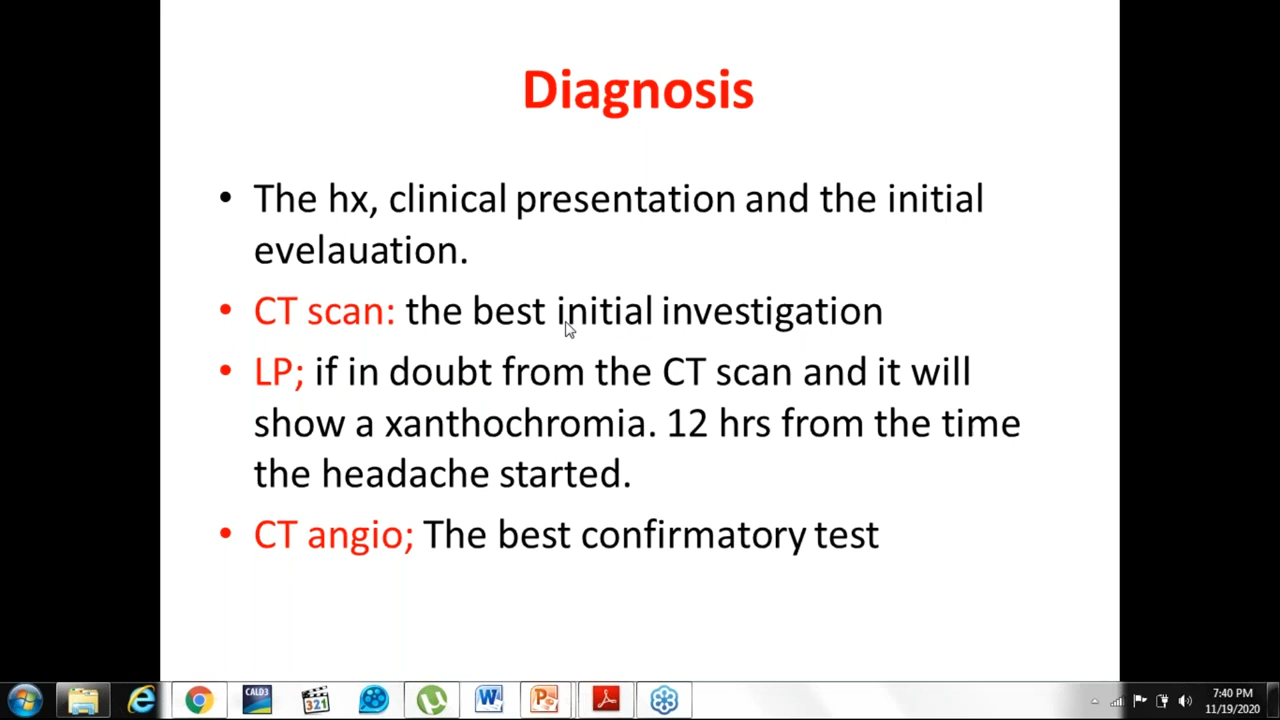 Diagnosis
• The hx, clinical presentation and the initial
evelauation.
• CT scan: the best initial investigation
• LP; if in doubt from the CT scan and it will
show a xanthochromia. 12 hrs from the time
the headache started.
• CT angio; The best confirmatory test
CALD3
321
7:40 PM
11/19/2020